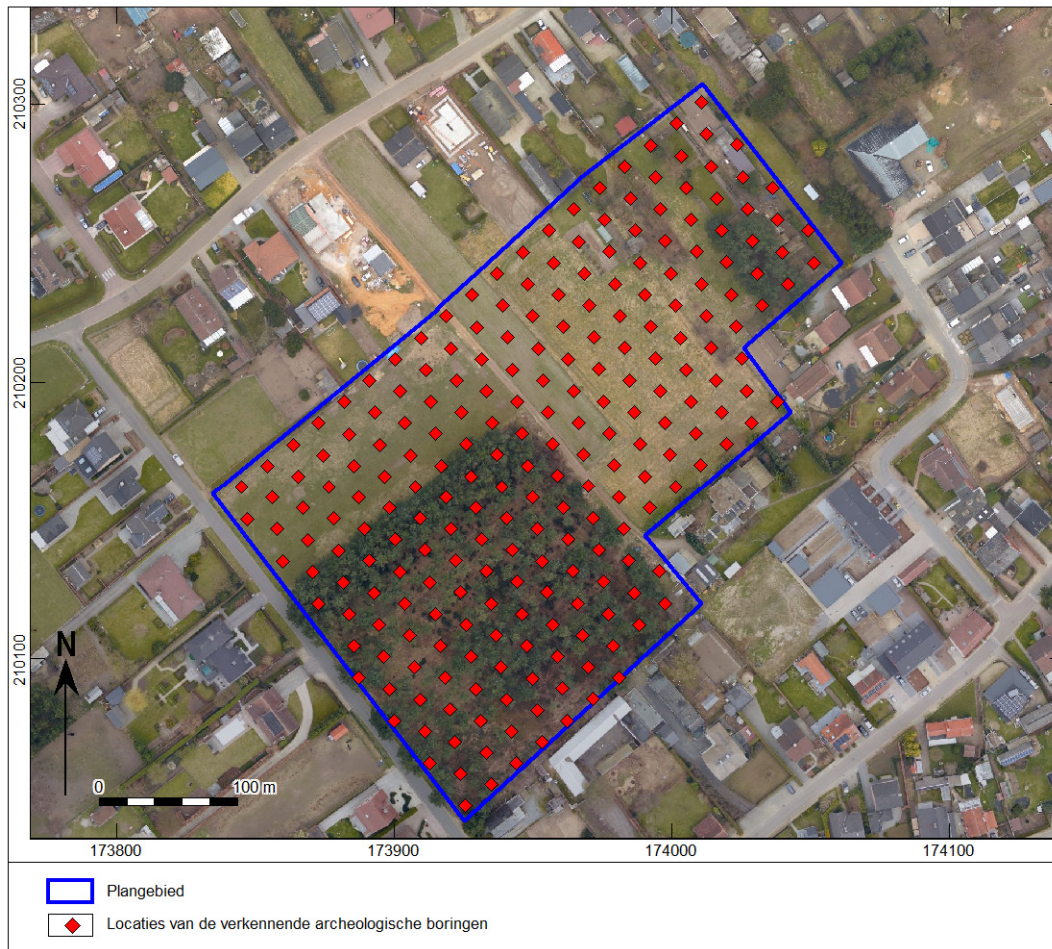 210300
210200
210100
N
0 100 m
173800 173900 174000 174100
Plangebied
Locaties van de verkennende archeologische boringen